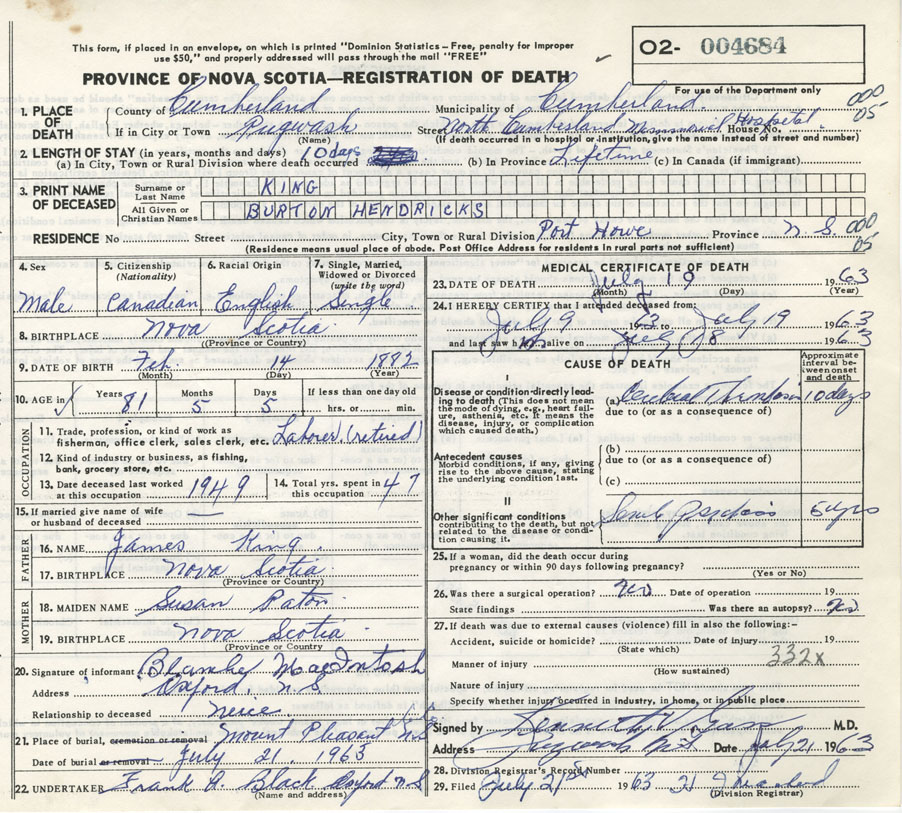 This form, if placed in an envelope, on which is printed "Dominion Statistics – Free, penalty for improper
use $50," and properly addressed will pass through the mail "FREE"
O2- 004684
For use of the Department only
PROVINCE OF NOVA SCOTIA—REGISTRATION OF DEATH
1. PLACE OF DEATH County of Cumberland Municipality of Cumberland 000 05
If in City or Town Pugwash (Name) Street North Cumberland Memorial Hospital House No.
(If death occurred in a hospital or institution, give the name instead of street and number)
2. LENGTH OF STAY (in years, months and days) 10 days
(a) In City, Town or Rural Division where death occurred (b) In Province Lifetime (c) In Canada (if immigrant)
3. PRINT NAME OF DECEASED Surname or Last Name KING
All Given or Christian Names BURTON HENDRICKS
RESIDENCE No Street City, Town or Rural Division Port Howe Province N.S. 000 05
(Residence means usual place of abode. Post Office Address for residents in rural parts not sufficient)
4. Sex Male
5. Citizenship (Nationality) Canadian
6. Racial Origin English
7. Single, Married, Widowed or Divorced (write the word) Single
8. BIRTHPLACE Nova Scotia
(Province or Country)
9. DATE OF BIRTH Feb. 14 1882
(Month) (Day) (Year)
10. AGE in Years 81 Months 5 Days 5 If less than one day old hrs. or min.
OCCUPATION
11. Trade, profession, or kind of work as fisherman, office clerk, sales clerk, etc. Laborer (retired)
12. Kind of industry or business, as fishing, bank, grocery store, etc.
13. Date deceased last worked at this occupation 1949 14. Total yrs. spent in this occupation 47
15. If married give name of wife or husband of deceased
FATHER
16. NAME James King
17. BIRTHPLACE Nova Scotia
(Province or Country)
MOTHER
18. MAIDEN NAME Susan Paton
19. BIRTHPLACE Nova Scotia
(Province or Country
20. Signature of informant Blanche MacIntosh
Address Oxford, N.S
Relationship to deceased neice
21. Place of burial, cremation or removal Mount Pleasant N.S
Date of burial or removal July 21, 1963
22. UNDERTAKER Frank A. Black Oxford N.S
(Name and address)
MEDICAL CERTIFICATE OF DEATH
23. DATE OF DEATH July 19 1963
(Month) (Day) (Year)
24. I HEREBY CERTIFY that I attended deceased from:
July 9 1963 to July 19 1963
and last saw him alive on July 18 1963
CAUSE OF DEATH
Approximate interval between onset and death
I
Disease or condition directly leading to death (This does not mean the mode of dying, e.g., heart failure, asthenia, etc. It means the disease, injury, or complication which caused death.)
(a) Cerebral Thrombosis 10 days
due to (or as a consequence of)
Antecedent causes
Morbid conditions, if any, giving rise to the above cause, stating the underlying condition last.
(b)
due to (or as a consequence of)
(c)
II
Other significant conditions contributing to the death, but not related to the disease or condition causing it.
Senile psychosis 5 yrs
25. If a woman, did the death occur during pregnancy or within 90 days following pregnancy?
(Yes or No)
26. Was there a surgical operation? No Date of operation 19
State findings Was there an autopsy? No
27. If death was due to external causes (violence) fill in also the following:–
Accident, suicide or homicide? Date of injury 19
(State which)
332x
Manner of injury
(How sustained)
Nature of injury
Specify whether injury occurred in industry, in home, or in public place
Signed by M.D.
Address Pugwash N.S Date July 21 1963
28. Division Registrar's Record Number
29. Filed July 21 1963
(Division Registrar)